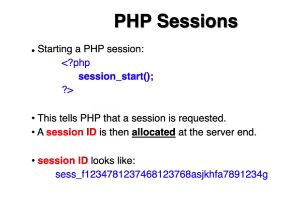 PHP Sessions
• Starting a PHP session:
<?php
session_start();
?>
• This tells PHP that a session is requested.
• A session ID is then allocated at the server end.
• session ID looks like:
sess_f1234781237468123768asjkhfa7891234g